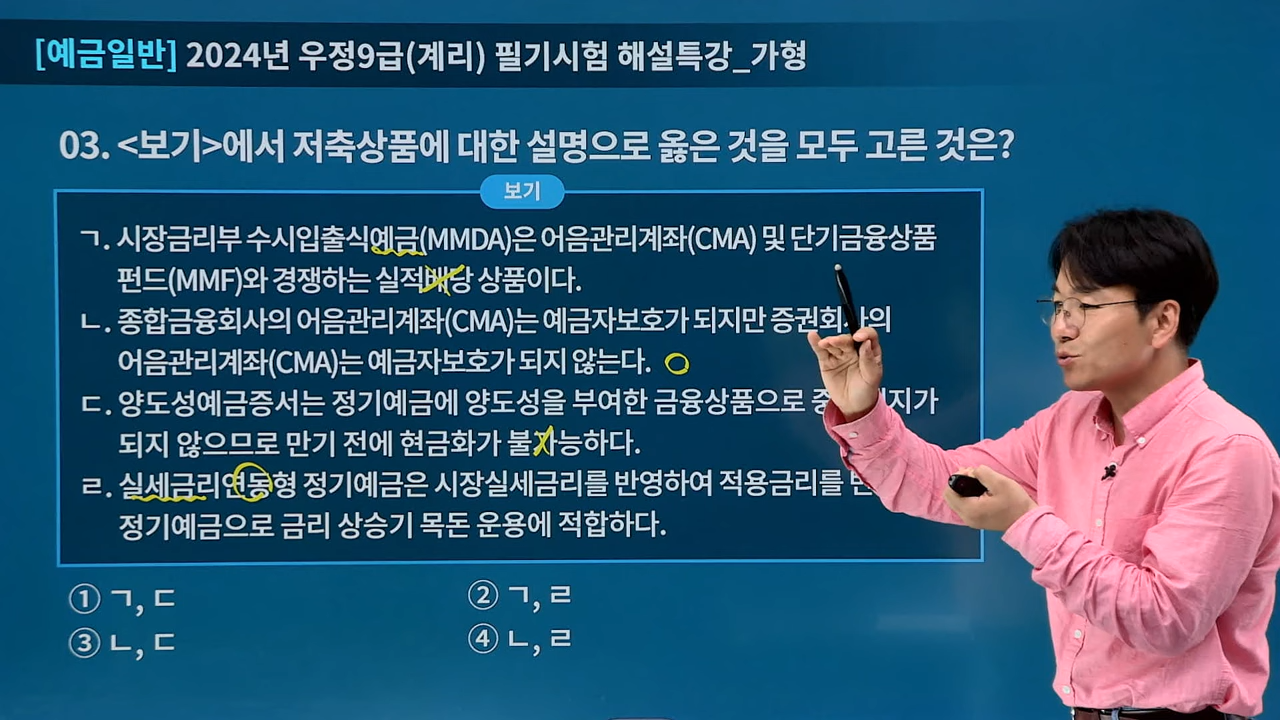 [예금일반] 2024년 우정9급(계리) 필기시험 해설특강_가형
03. <보기>에서 저축상품에 대한 설명으로 옳은 것을 모두 고른 것은?
보기
ㄱ. 시장금리부 수시입출식예금(MMDA)은 어음관리계좌(CMA) 및 단기금융상품
펀드(MMF)와 경쟁하는 실적배당 상품이다.
ㄴ. 종합금융회사의 어음관리계좌(CMA)는 예금자보호가 되지만 증권회사의
어음관리계좌(CMA)는 예금자보호가 되지 않는다.
ㄷ. 양도성예금증서는 정기예금에 양도성을 부여한 금융상품으로 중
되지 않으므로 만기 전에 현금화가 불가능하다.
ㄹ. 실세금리연동형 정기예금은 시장실세금리를 반영하여 적용금리를
정기예금으로 금리 상승기 목돈 운용에 적합하다.
① ㄱ, ㄷ
② ㄱ, ㄹ
③ ㄴ, ㄷ
④ ㄴ, ㄹ